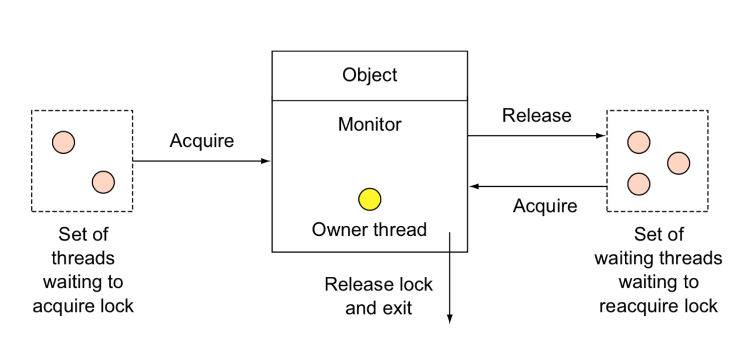 Object
Monitor
Owner thread
Acquire
Release
Acquire
Set of
threads
waiting to
acquire lock
Release lock
and exit
Set of
waiting threads
waiting to
reacquire lock